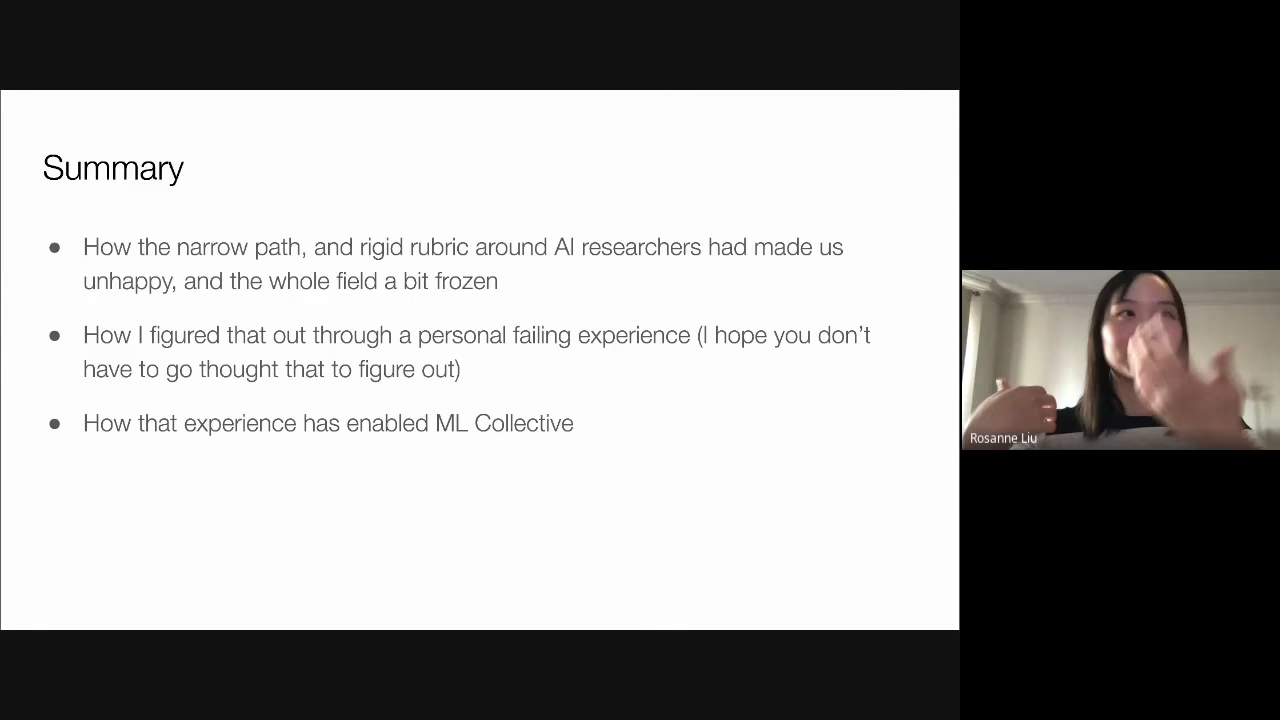 Summary
● How the narrow path, and rigid rubric around AI researchers had made us
unhappy, and the whole field a bit frozen
● How I figured that out through a personal failing experience (I hope you don’t
have to go thought that to figure out)
● How that experience has enabled ML Collective
Rosanne Liu